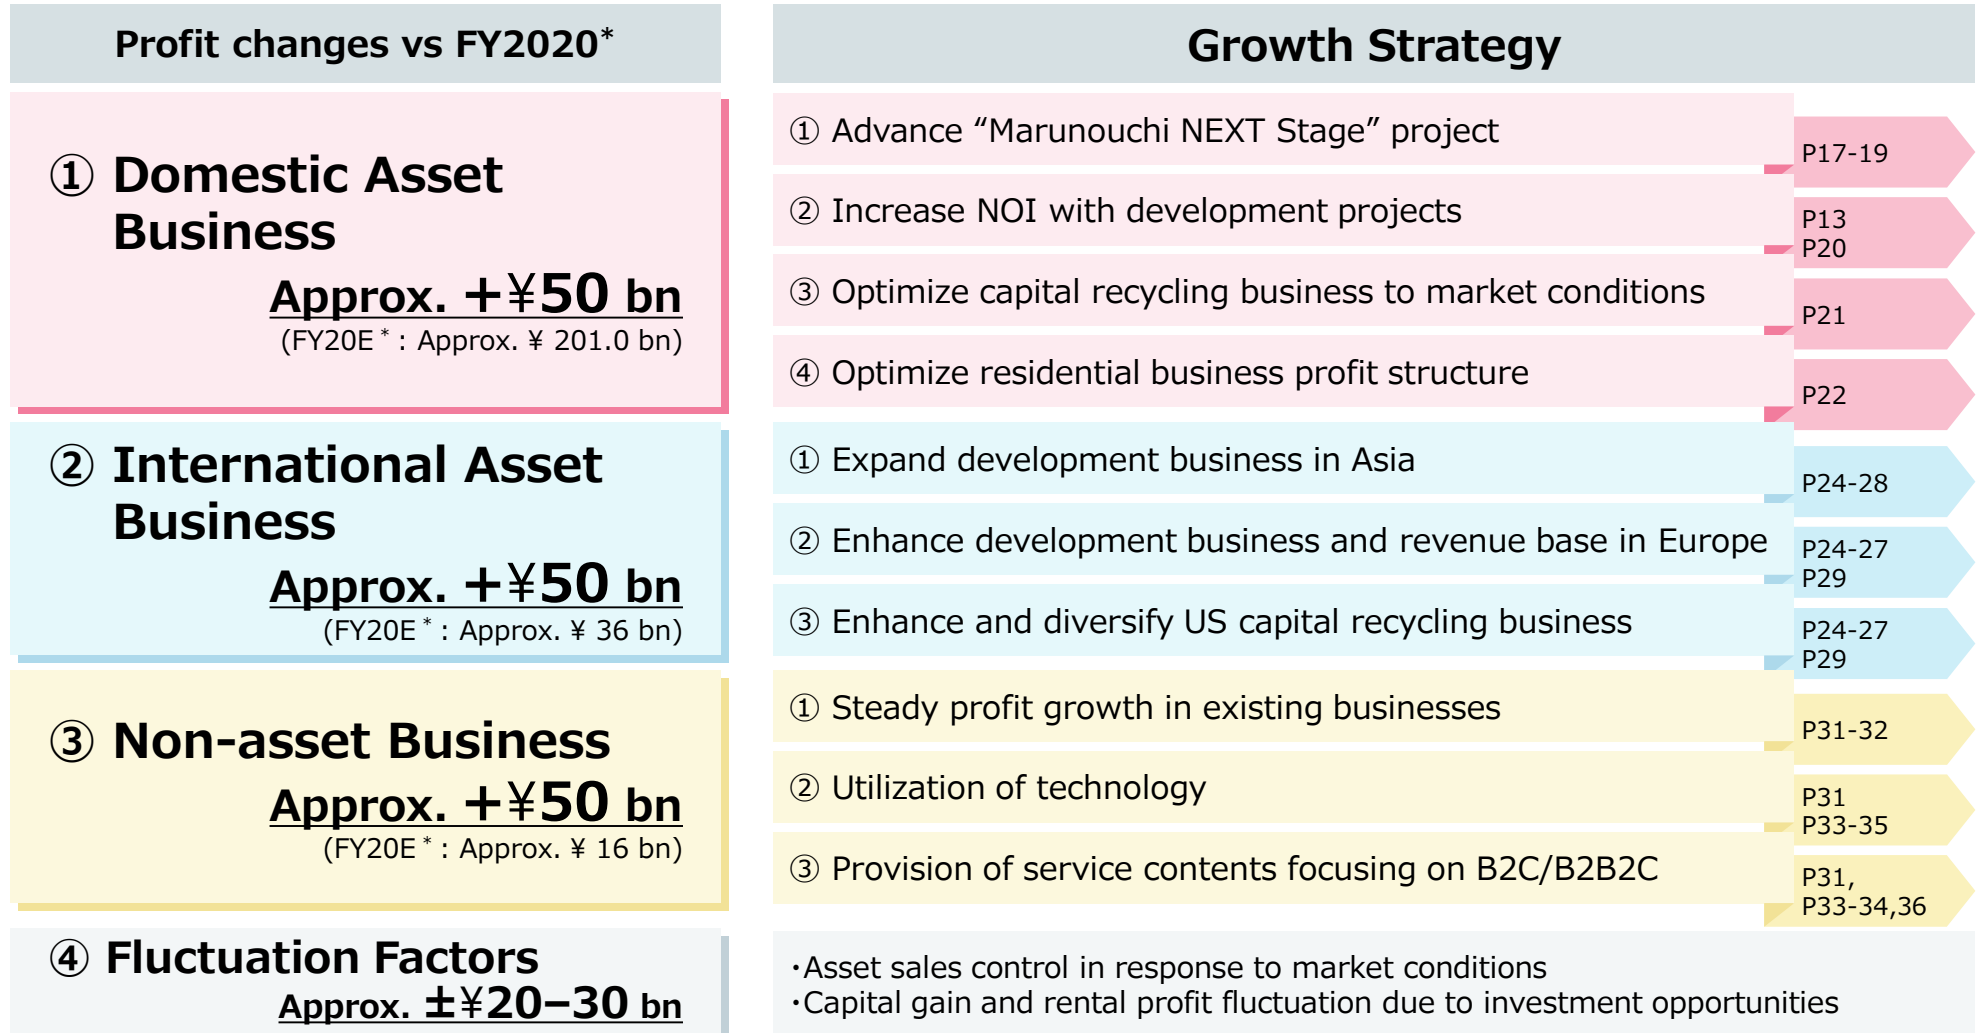 Profit changes vs FY2020*
Growth Strategy
① Domestic Asset
Business
Approx. +¥50 bn
(FY20E * : Approx. ¥ 201.0 bn)
① Advance “Marunouchi NEXT Stage” project
P17-19
② Increase NOI with development projects
P13
P20
③ Optimize capital recycling business to market conditions
P21
④ Optimize residential business profit structure
P22
② International Asset
Business
Approx. +¥50 bn
(FY20E * : Approx. ¥ 36 bn)
① Expand development business in Asia
P24-28
② Enhance development business and revenue base in Europe
P24-27
P29
③ Enhance and diversify US capital recycling business
P24-27
P29
③ Non-asset Business
Approx. +¥50 bn
(FY20E * : Approx. ¥ 16 bn)
① Steady profit growth in existing businesses
P31-32
② Utilization of technology
P31
P33-35
③ Provision of service contents focusing on B2C/B2B2C
P31,
P33-34,36
④ Fluctuation Factors
Approx. ±¥20−30 bn
・Asset sales control in response to market conditions
・Capital gain and rental profit fluctuation due to investment opportunities